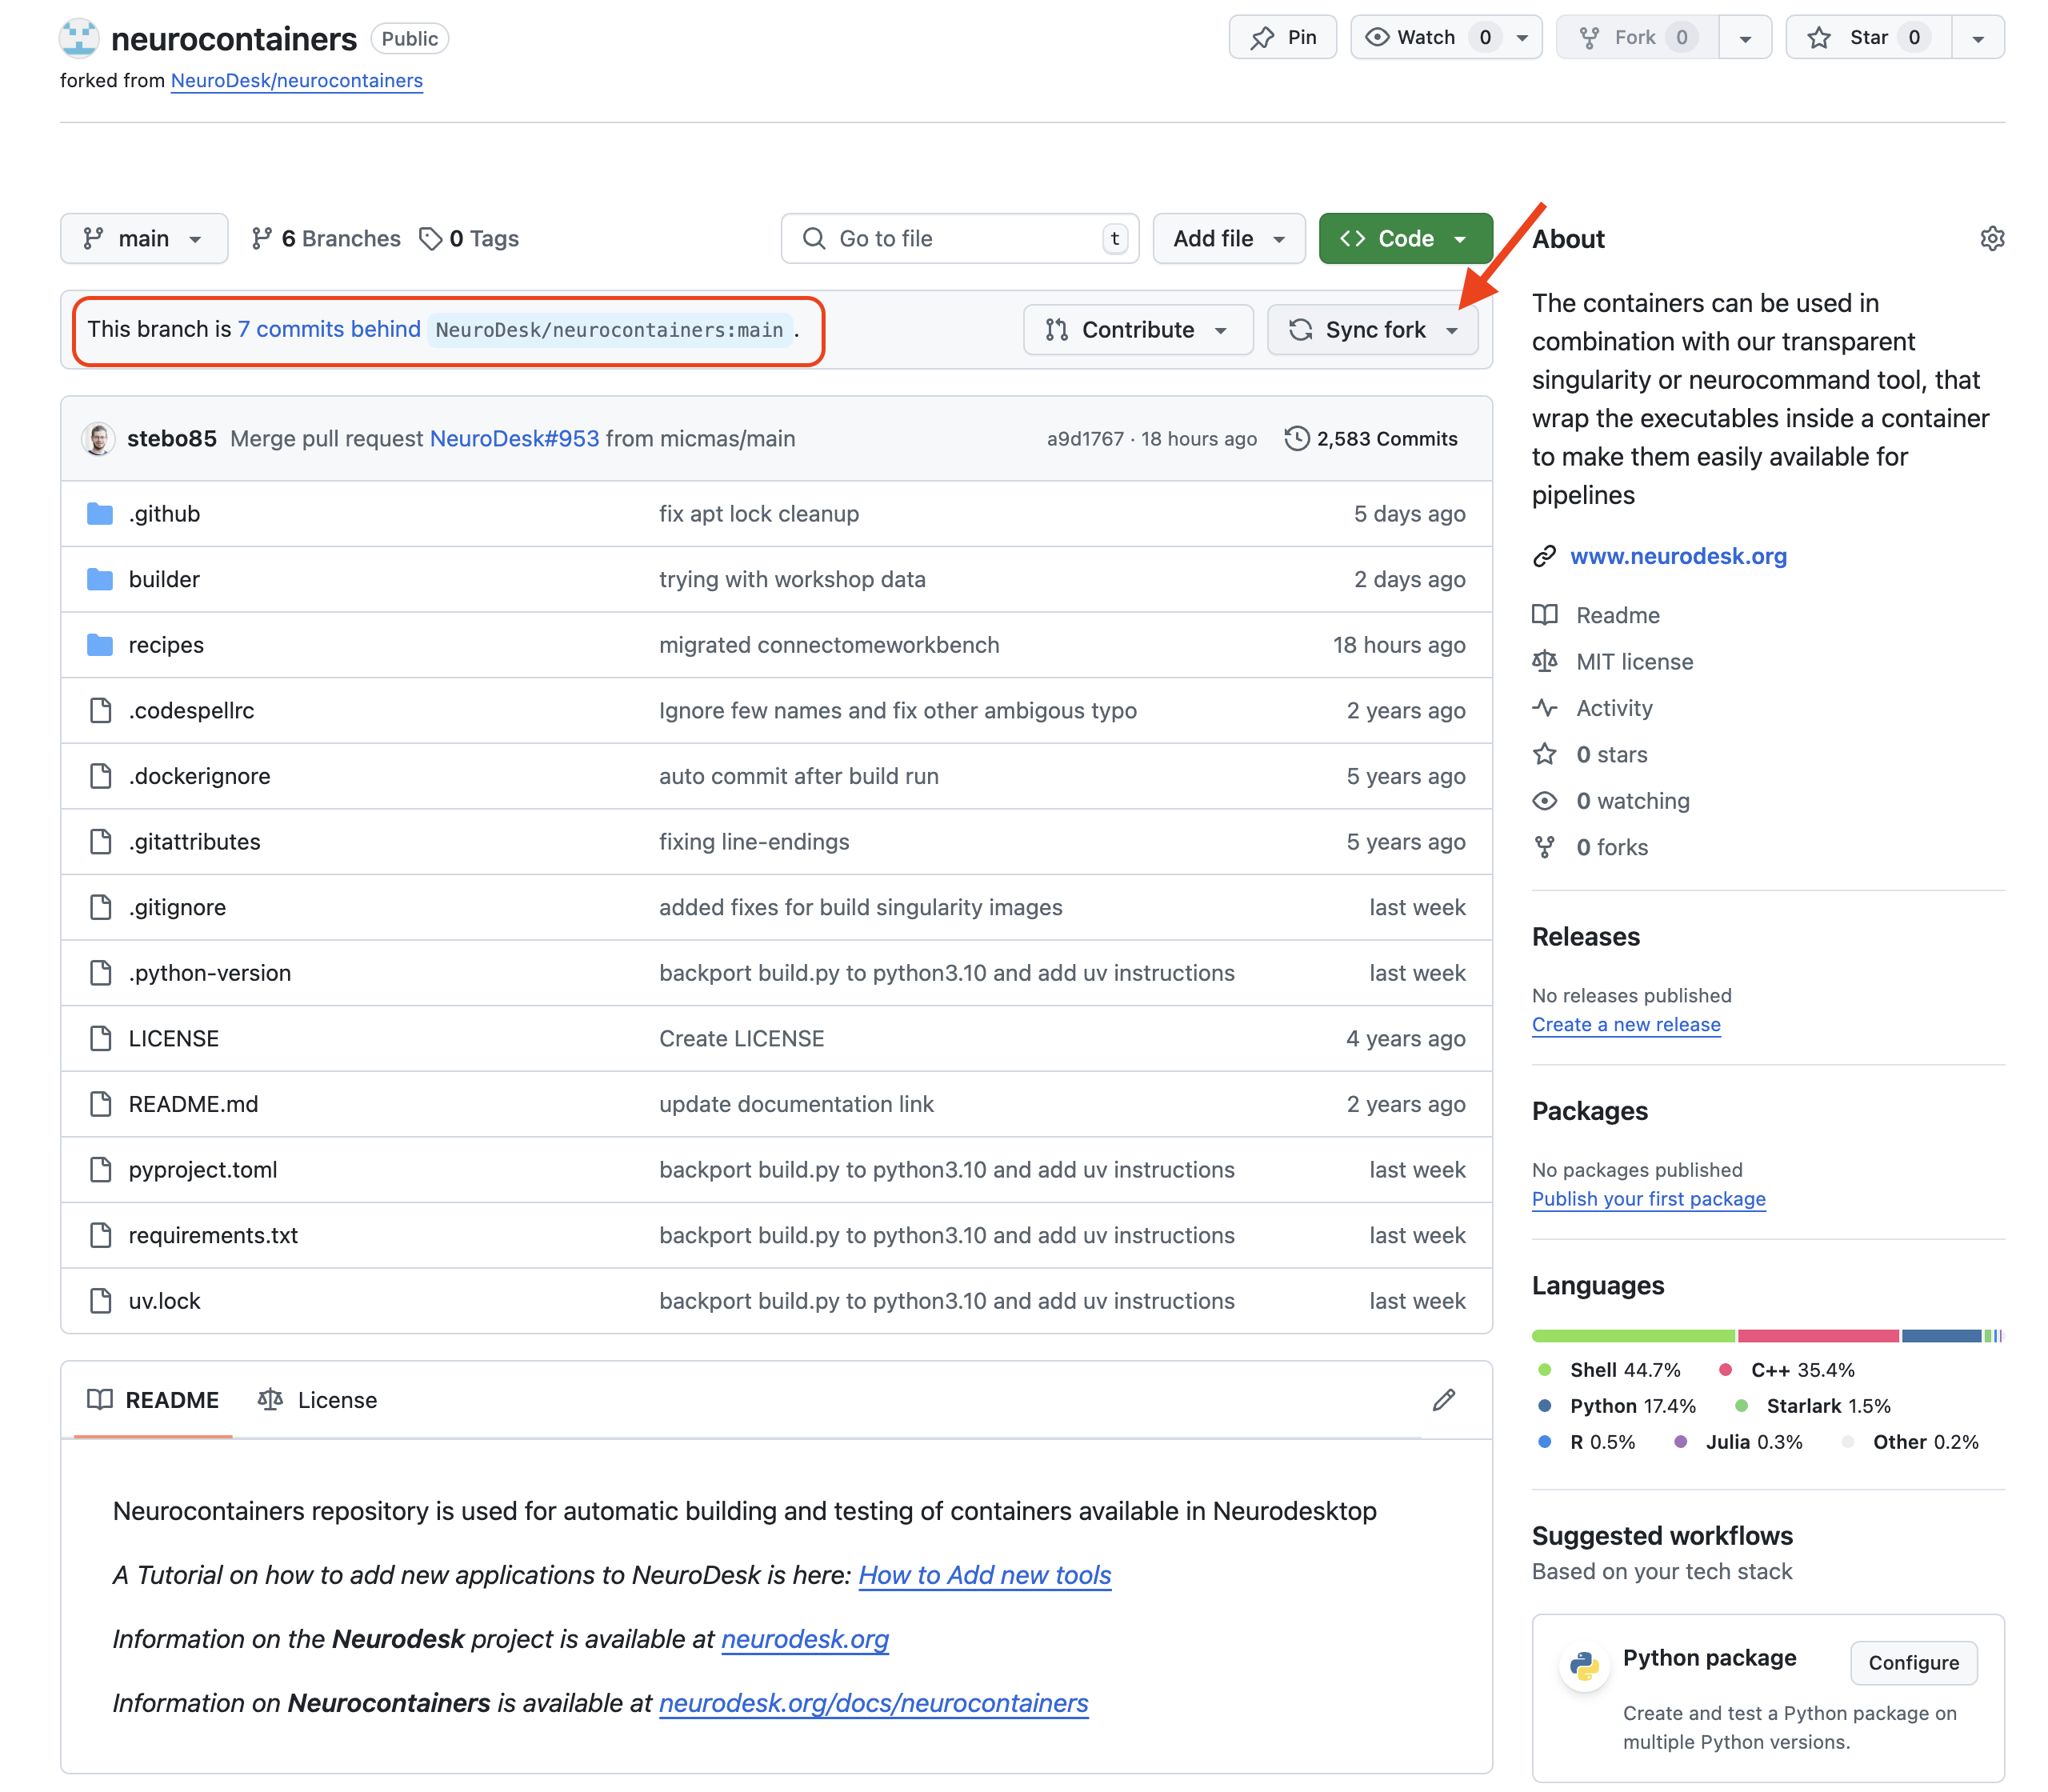 neurocontainers Public
Pin
Watch 0
Fork 0
Star 0
forked from NeuroDesk/neurocontainers
main
6 Branches
0 Tags
Go to file t
Add file
Code
This branch is 7 commits behind NeuroDesk/neurocontainers:main .
Contribute
Sync fork
stebo85 Merge pull request NeuroDesk#953 from micmas/main a9d1767 · 18 hours ago 2,583 Commits
.github fix apt lock cleanup 5 days ago
builder trying with workshop data 2 days ago
recipes migrated connectomeworkbench 18 hours ago
.codespellrc Ignore few names and fix other ambigous typo 2 years ago
.dockerignore auto commit after build run 5 years ago
.gitattributes fixing line-endings 5 years ago
.gitignore added fixes for build singularity images last week
.python-version backport build.py to python3.10 and add uv instructions last week
LICENSE Create LICENSE 4 years ago
README.md update documentation link 2 years ago
pyproject.toml backport build.py to python3.10 and add uv instructions last week
requirements.txt backport build.py to python3.10 and add uv instructions last week
uv.lock backport build.py to python3.10 and add uv instructions last week
README License
Neurocontainers repository is used for automatic building and testing of containers available in Neurodesktop
A Tutorial on how to add new applications to NeuroDesk is here: How to Add new tools
Information on the Neurodesk project is available at neurodesk.org
Information on Neurocontainers is available at neurodesk.org/docs/neurocontainers
About
The containers can be used in
combination with our transparent
singularity or neurocommand tool, that
wrap the executables inside a container
to make them easily available for
pipelines
www.neurodesk.org
Readme
MIT license
Activity
0 stars
0 watching
0 forks
Releases
No releases published
Create a new release
Packages
No packages published
Publish your first package
Languages
Shell 44.7% C++ 35.4%
Python 17.4% Starlark 1.5%
R 0.5% Julia 0.3% Other 0.2%
Suggested workflows
Based on your tech stack
Python package Configure
Create and test a Python package on
multiple Python versions.